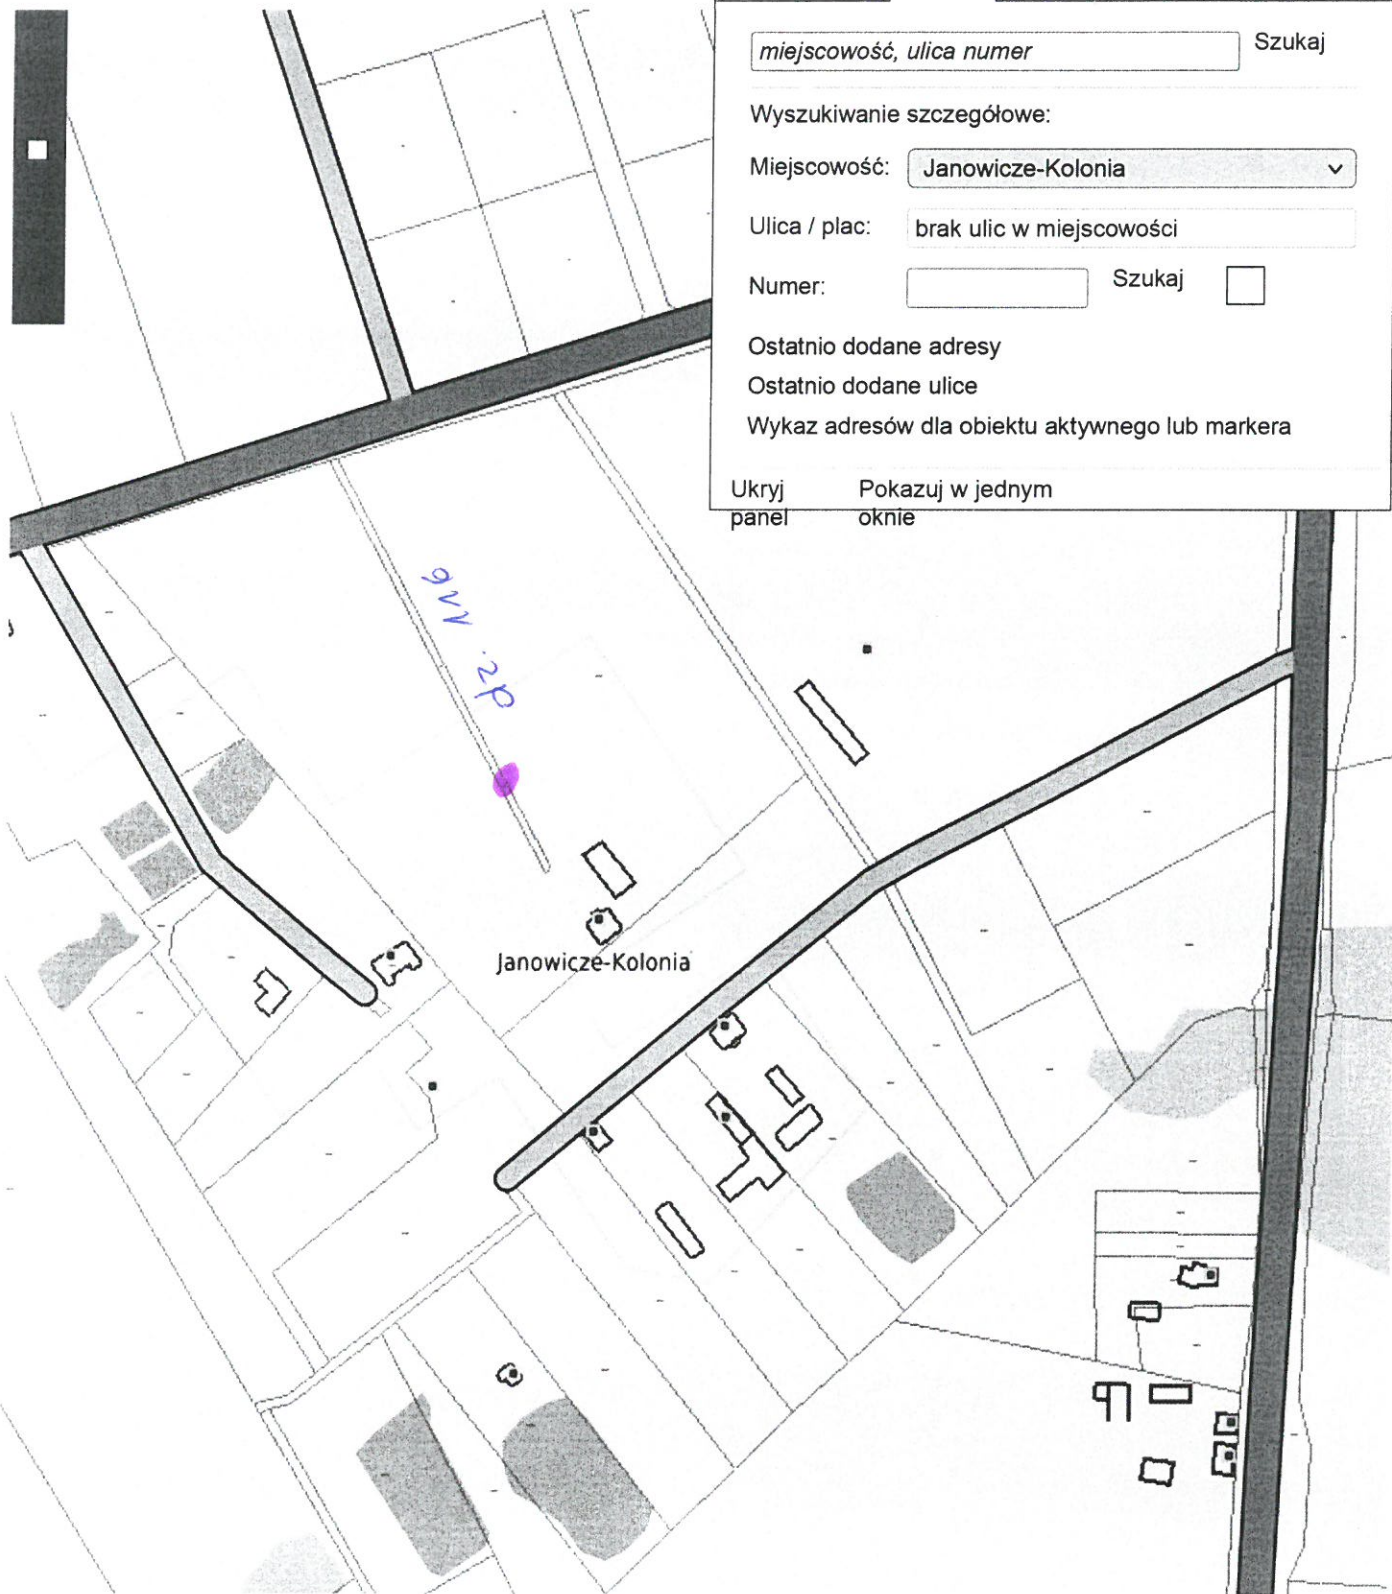 miejscowość, ulica numer
Szukaj
Wyszukiwanie szczegółowe:
Miejscowość: Janowicze-Kolonia
Ulica / plac: brak ulic w miejscowości
Numer:
Szukaj
Ostatnio dodane adresy
Ostatnio dodane ulice
Wykaz adresów dla obiektu aktywnego lub markera
Ukryj panel
Pokazuj w jednym oknie
dz. 116
Janowicze-Kolonia